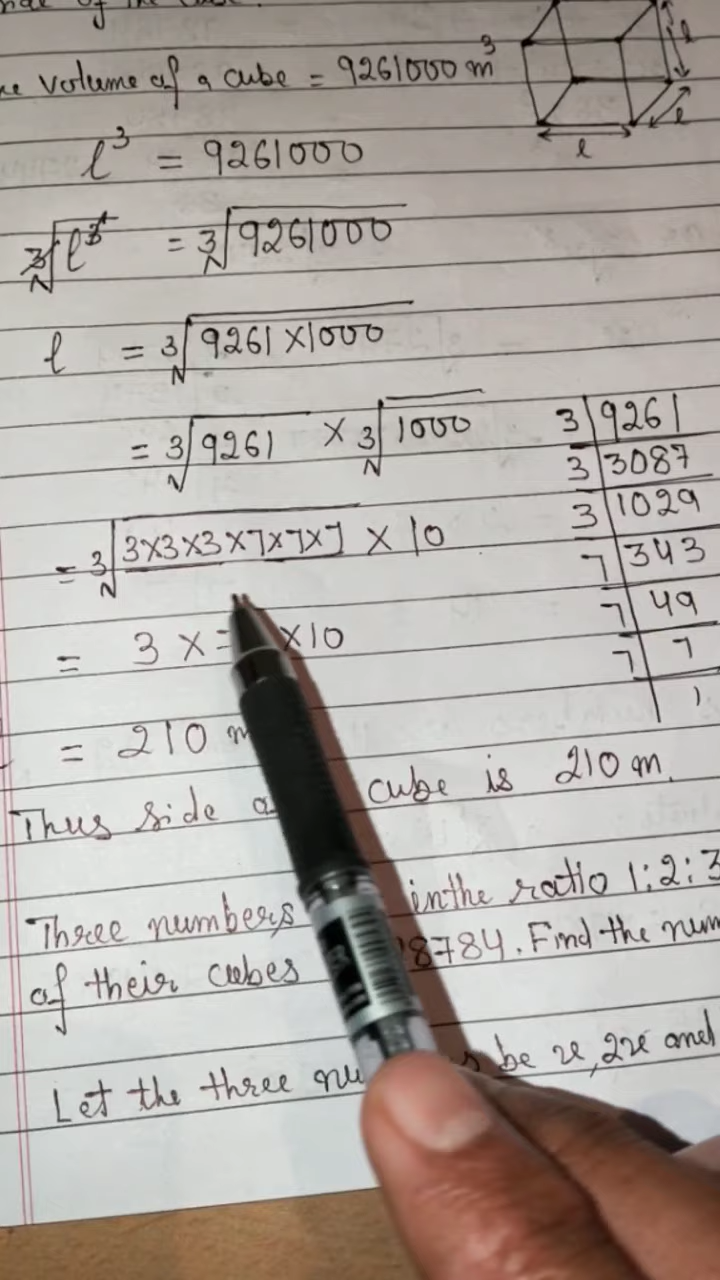 of the
volume of a cube = 9261000 m³
l
l
l
l³ = 9261000
∛l³ = ∛9261000
l = ∛9261 × 1000
= ∛9261 × ∛1000
= ∛3×3×3×7×7×7 × 10
= 3 × × 10
= 210 m
Thus side cube is 210 m.
3 | 9261
3 | 3087
3 | 1029
7 | 343
7 | 49
7 | 7
1
Three numbers in the ratio 1:2:3
of their cubes 8784. Find the
Let the three be x, 2x and